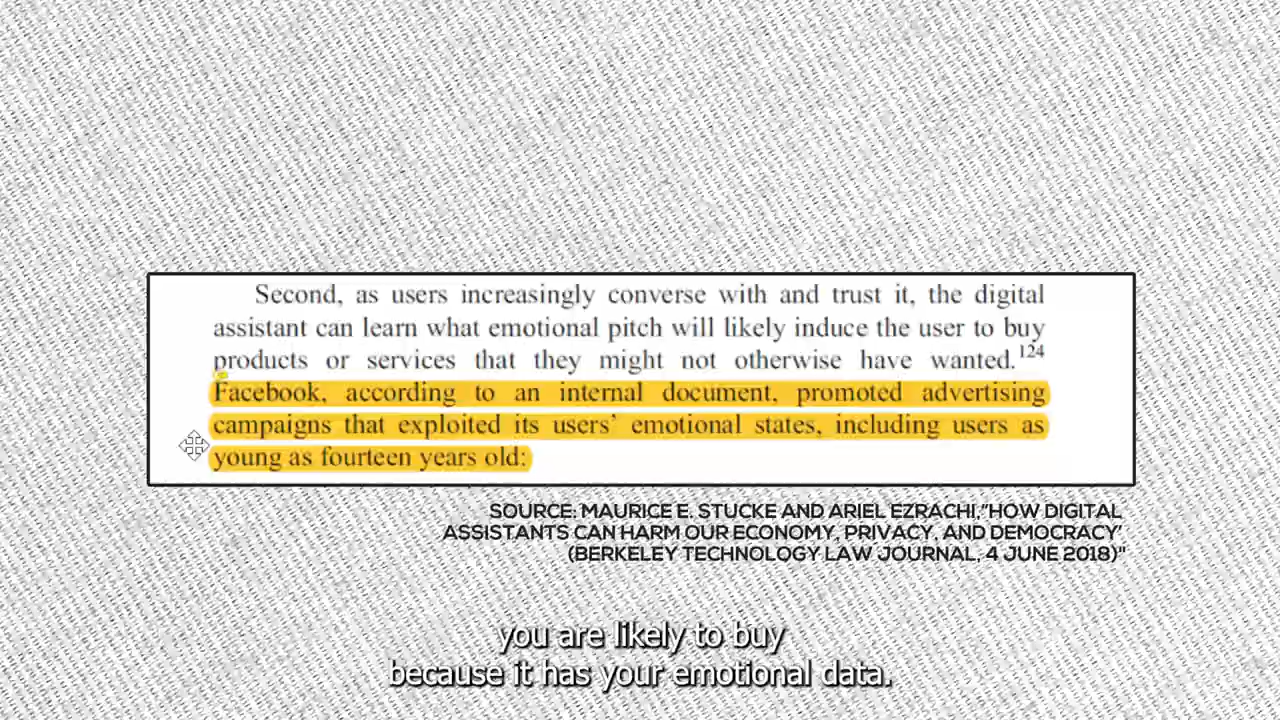 Second, as users increasingly converse with and trust it, the digital
assistant can learn what emotional pitch will likely induce the user to buy
products or services that they might not otherwise have wanted.124
Facebook, according to an internal document, promoted advertising
campaigns that exploited its users’ emotional states, including users as
young as fourteen years old:
SOURCE: MAURICE E. STUCKE AND ARIEL EZRACHI,"HOW DIGITAL
ASSISTANTS CAN HARM OUR ECONOMY, PRIVACY, AND DEMOCRACY"
(BERKELEY TECHNOLOGY LAW JOURNAL, 4 JUNE 2018)"
you are likely to buy
because it has your emotional data.